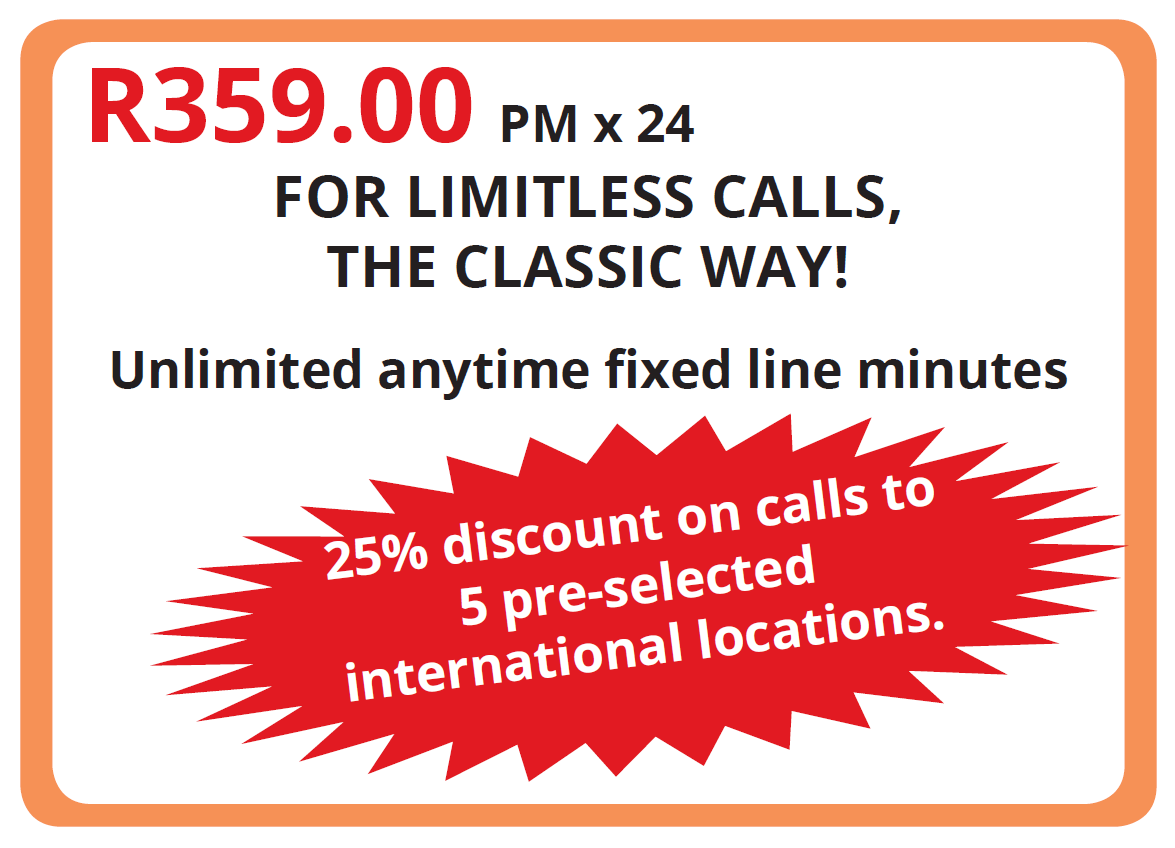 R359.00 PM x 24
FOR LIMITLESS CALLS,
THE CLASSIC WAY!
Unlimited anytime fixed line minutes
25% discount on calls to
5 pre-selected
international locations.